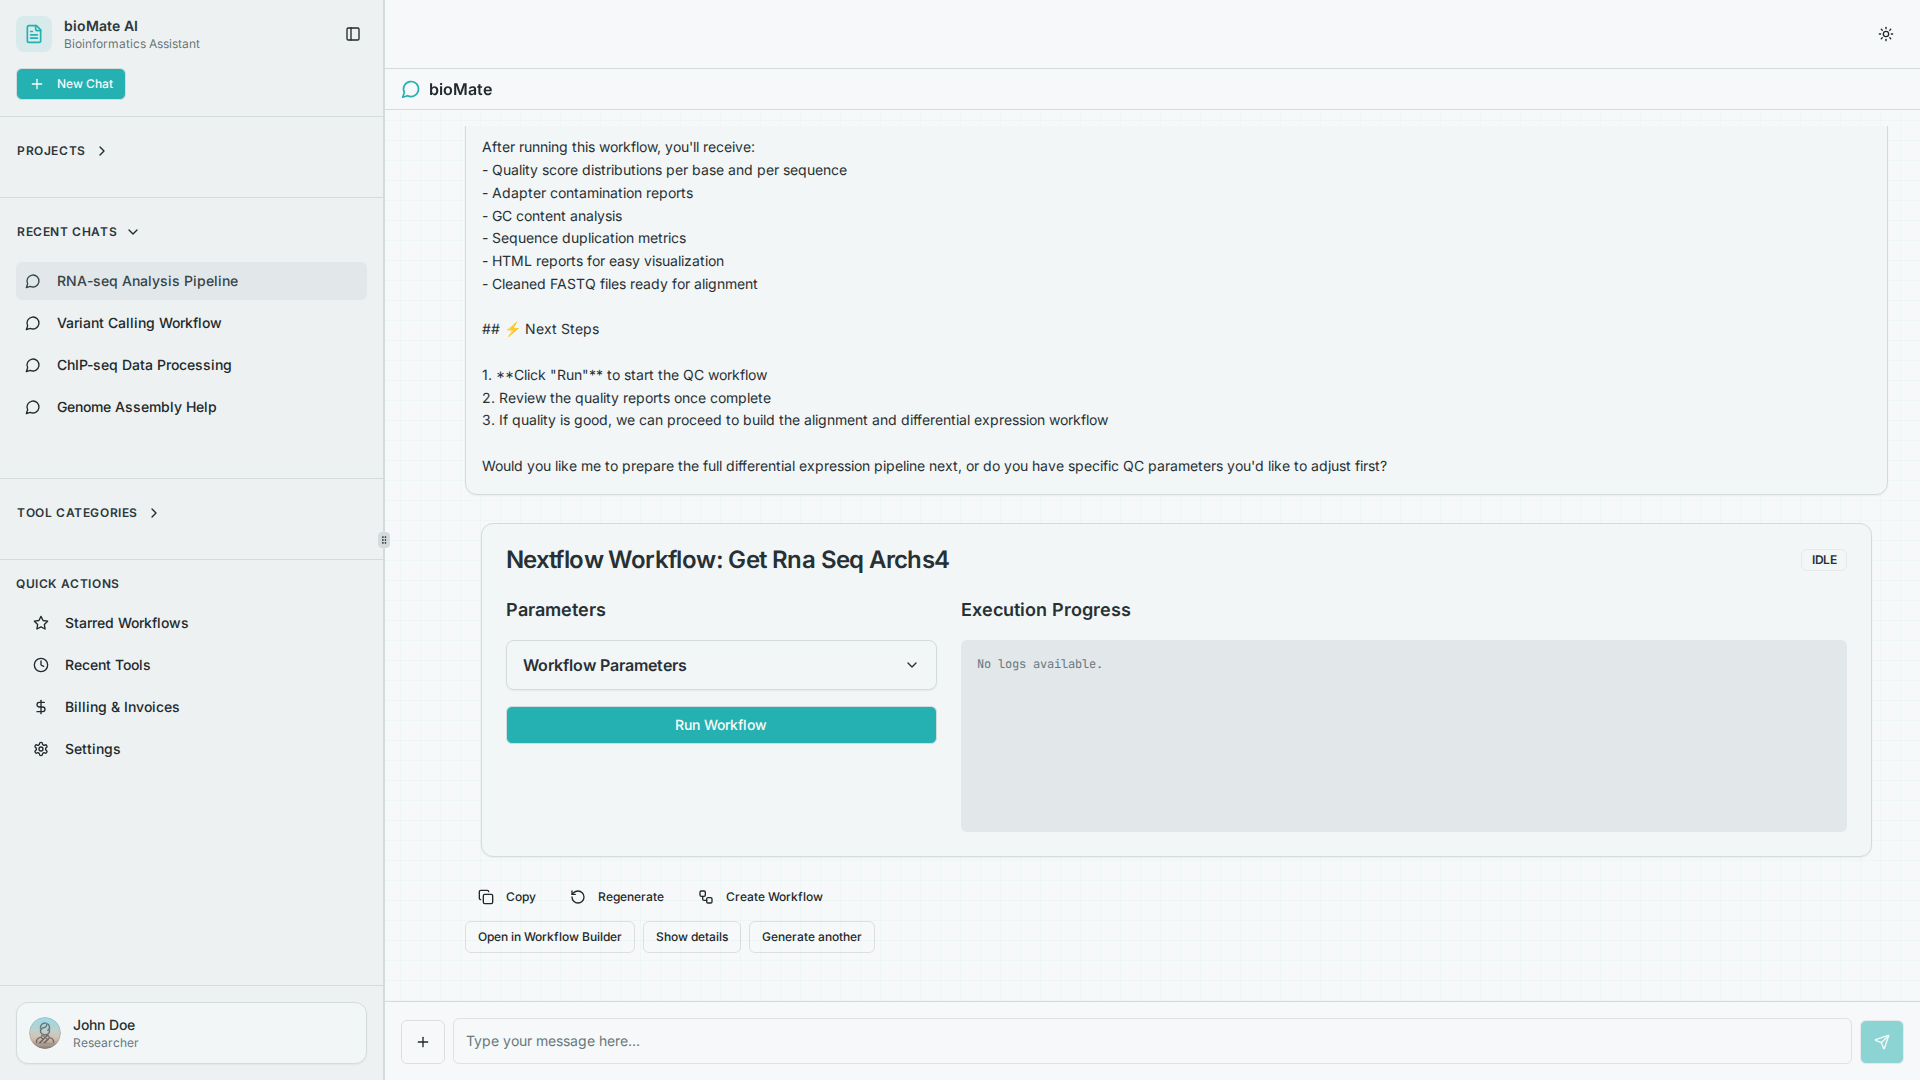 bioMate AI
Bioinformatics Assistant
New Chat
PROJECTS
RECENT CHATS
RNA-seq Analysis Pipeline
Variant Calling Workflow
ChIP-seq Data Processing
Genome Assembly Help
TOOL CATEGORIES
QUICK ACTIONS
Starred Workflows
Recent Tools
Billing & Invoices
Settings
John Doe
Researcher
bioMate
After running this workflow, you'll receive:
- Quality score distributions per base and per sequence
- Adapter contamination reports
- GC content analysis
- Sequence duplication metrics
- HTML reports for easy visualization
- Cleaned FASTQ files ready for alignment
## ⚡ Next Steps
1. **Click "Run"** to start the QC workflow
2. Review the quality reports once complete
3. If quality is good, we can proceed to build the alignment and differential expression workflow
Would you like me to prepare the full differential expression pipeline next, or do you have specific QC parameters you'd like to adjust first?
Nextflow Workflow: Get Rna Seq Archs4
IDLE
Parameters
Workflow Parameters
Run Workflow
Execution Progress
No logs available.
Copy
Regenerate
Create Workflow
Open in Workflow Builder
Show details
Generate another
Type your message here...